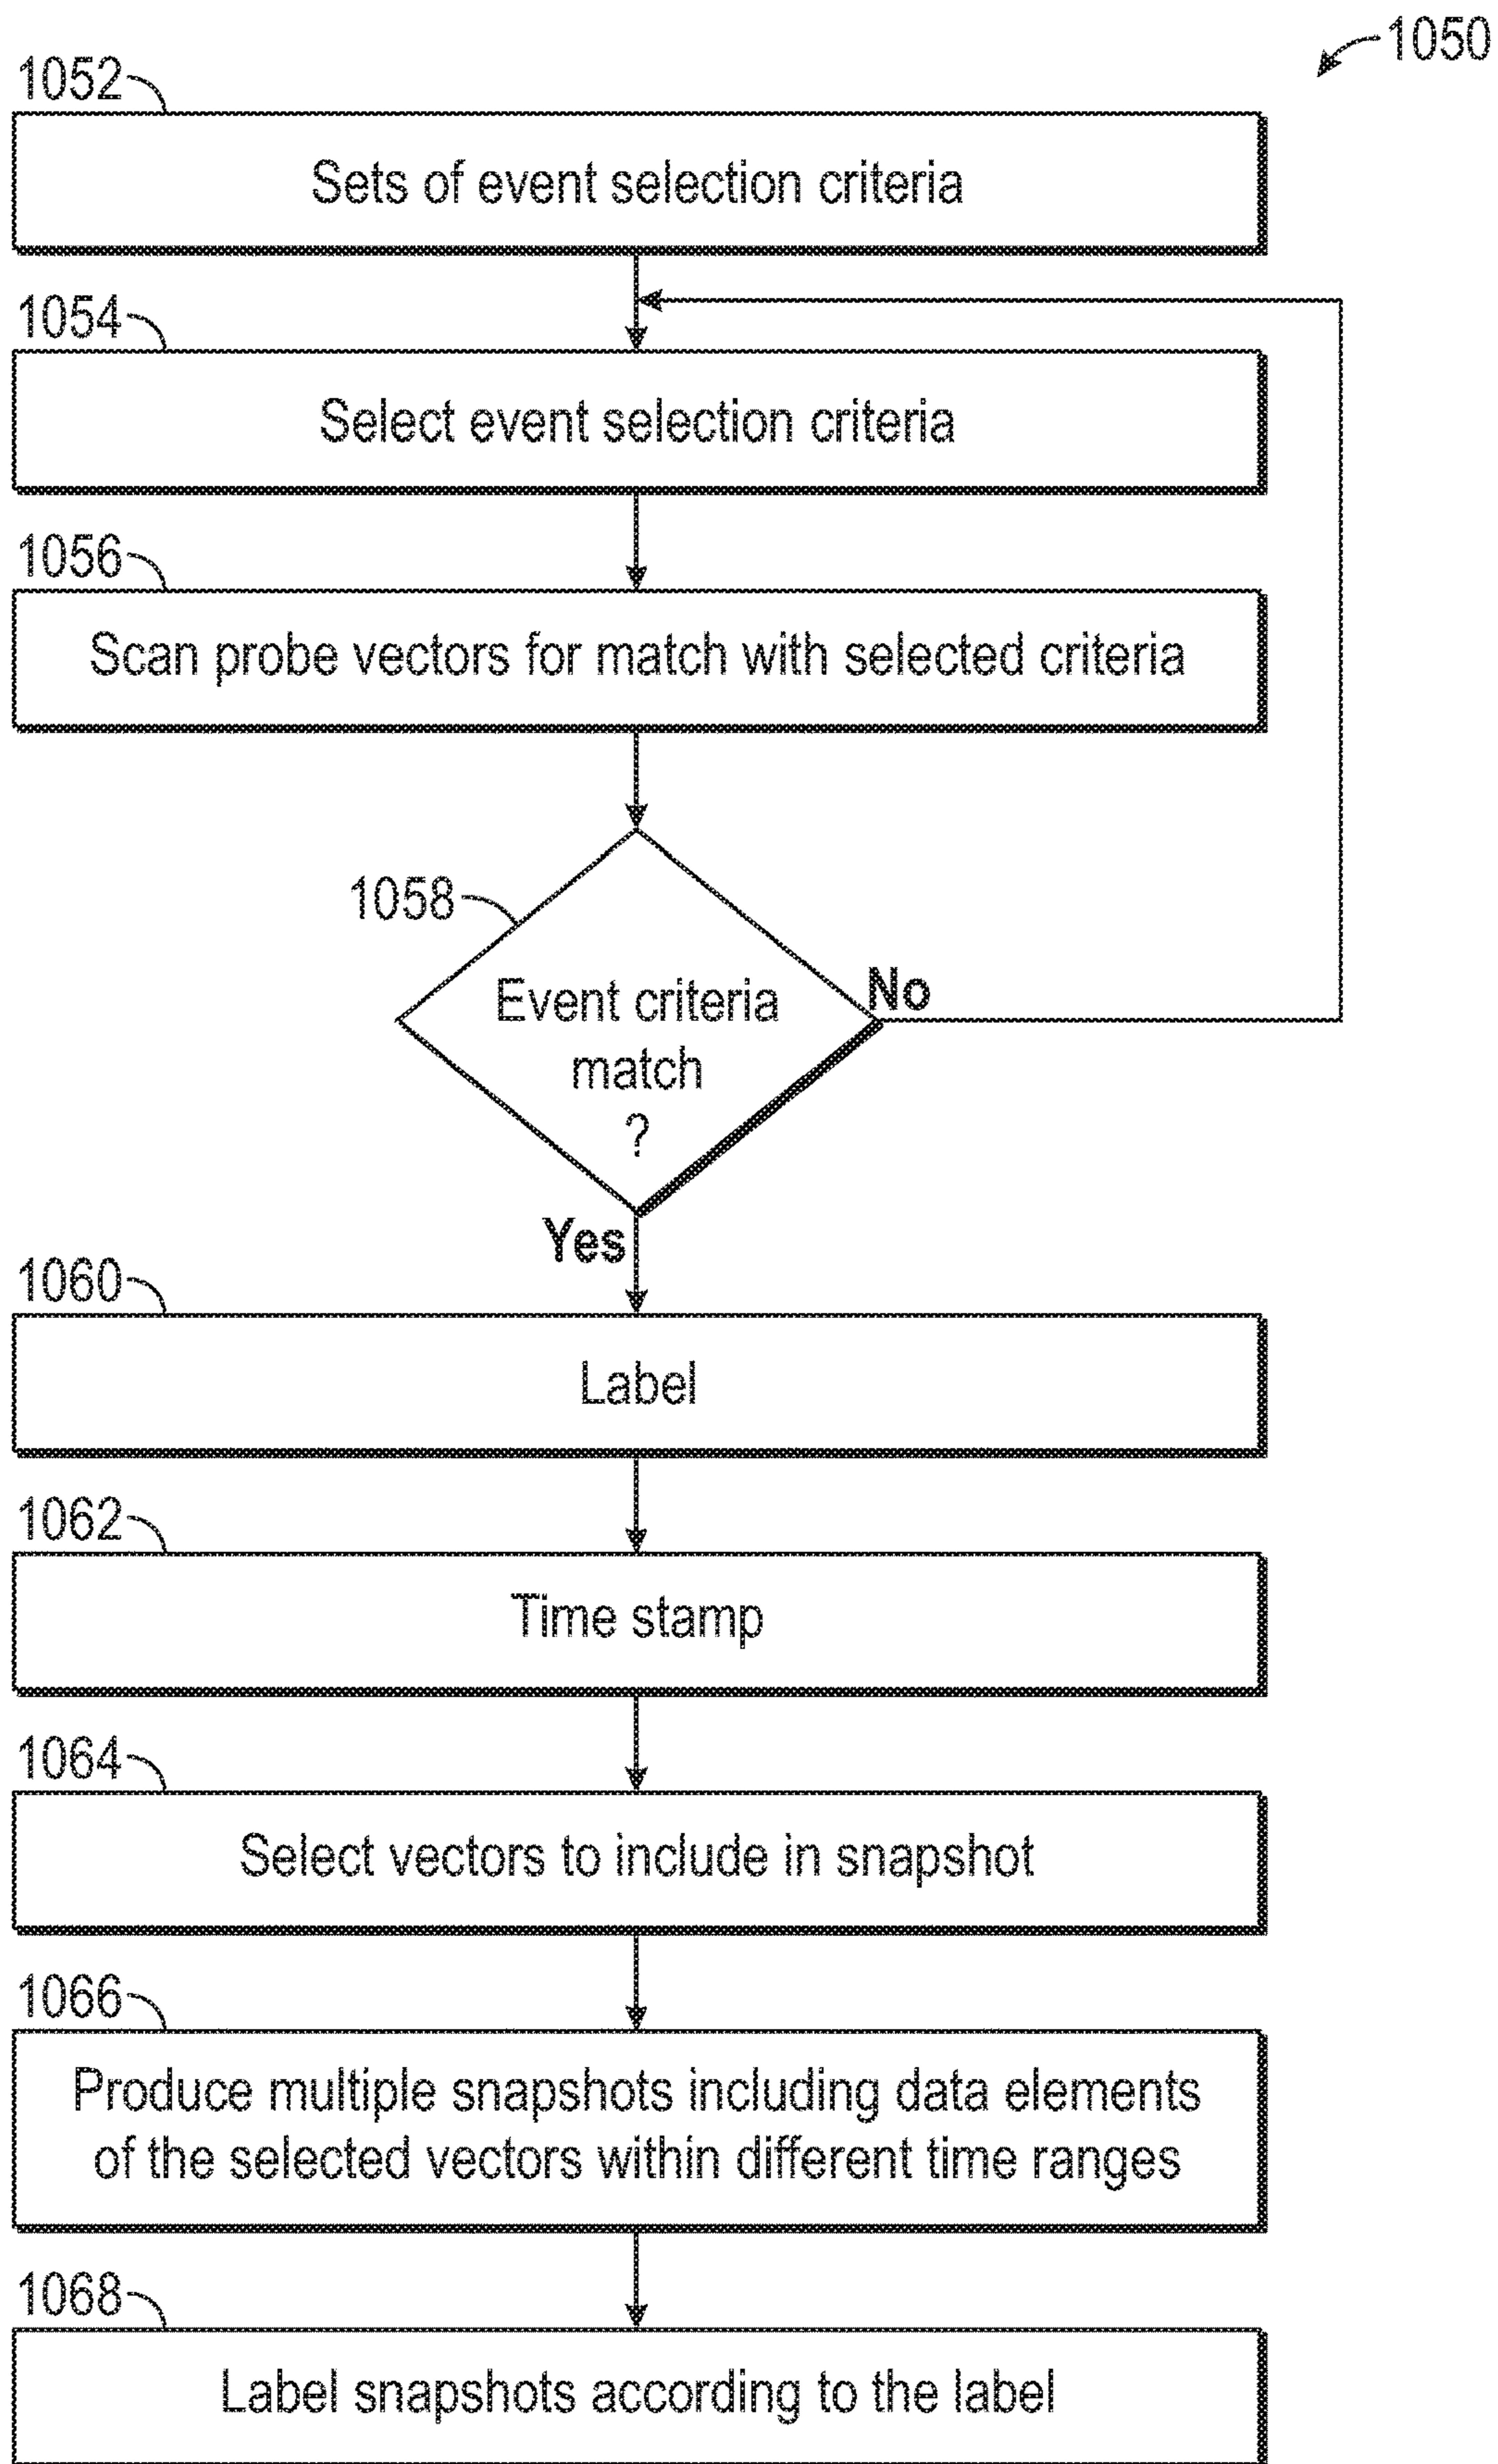 1050
1052
Sets of event selection criteria
1054
Select event selection criteria
1056
Scan probe vectors for match with selected criteria
1058
Event criteria
match
?
No
Yes
1060
Label
1062
Time stamp
1064
Select vectors to include in snapshot
1066
Produce multiple snapshots including data elements
of the selected vectors within different time ranges
1068
Label snapshots according to the label